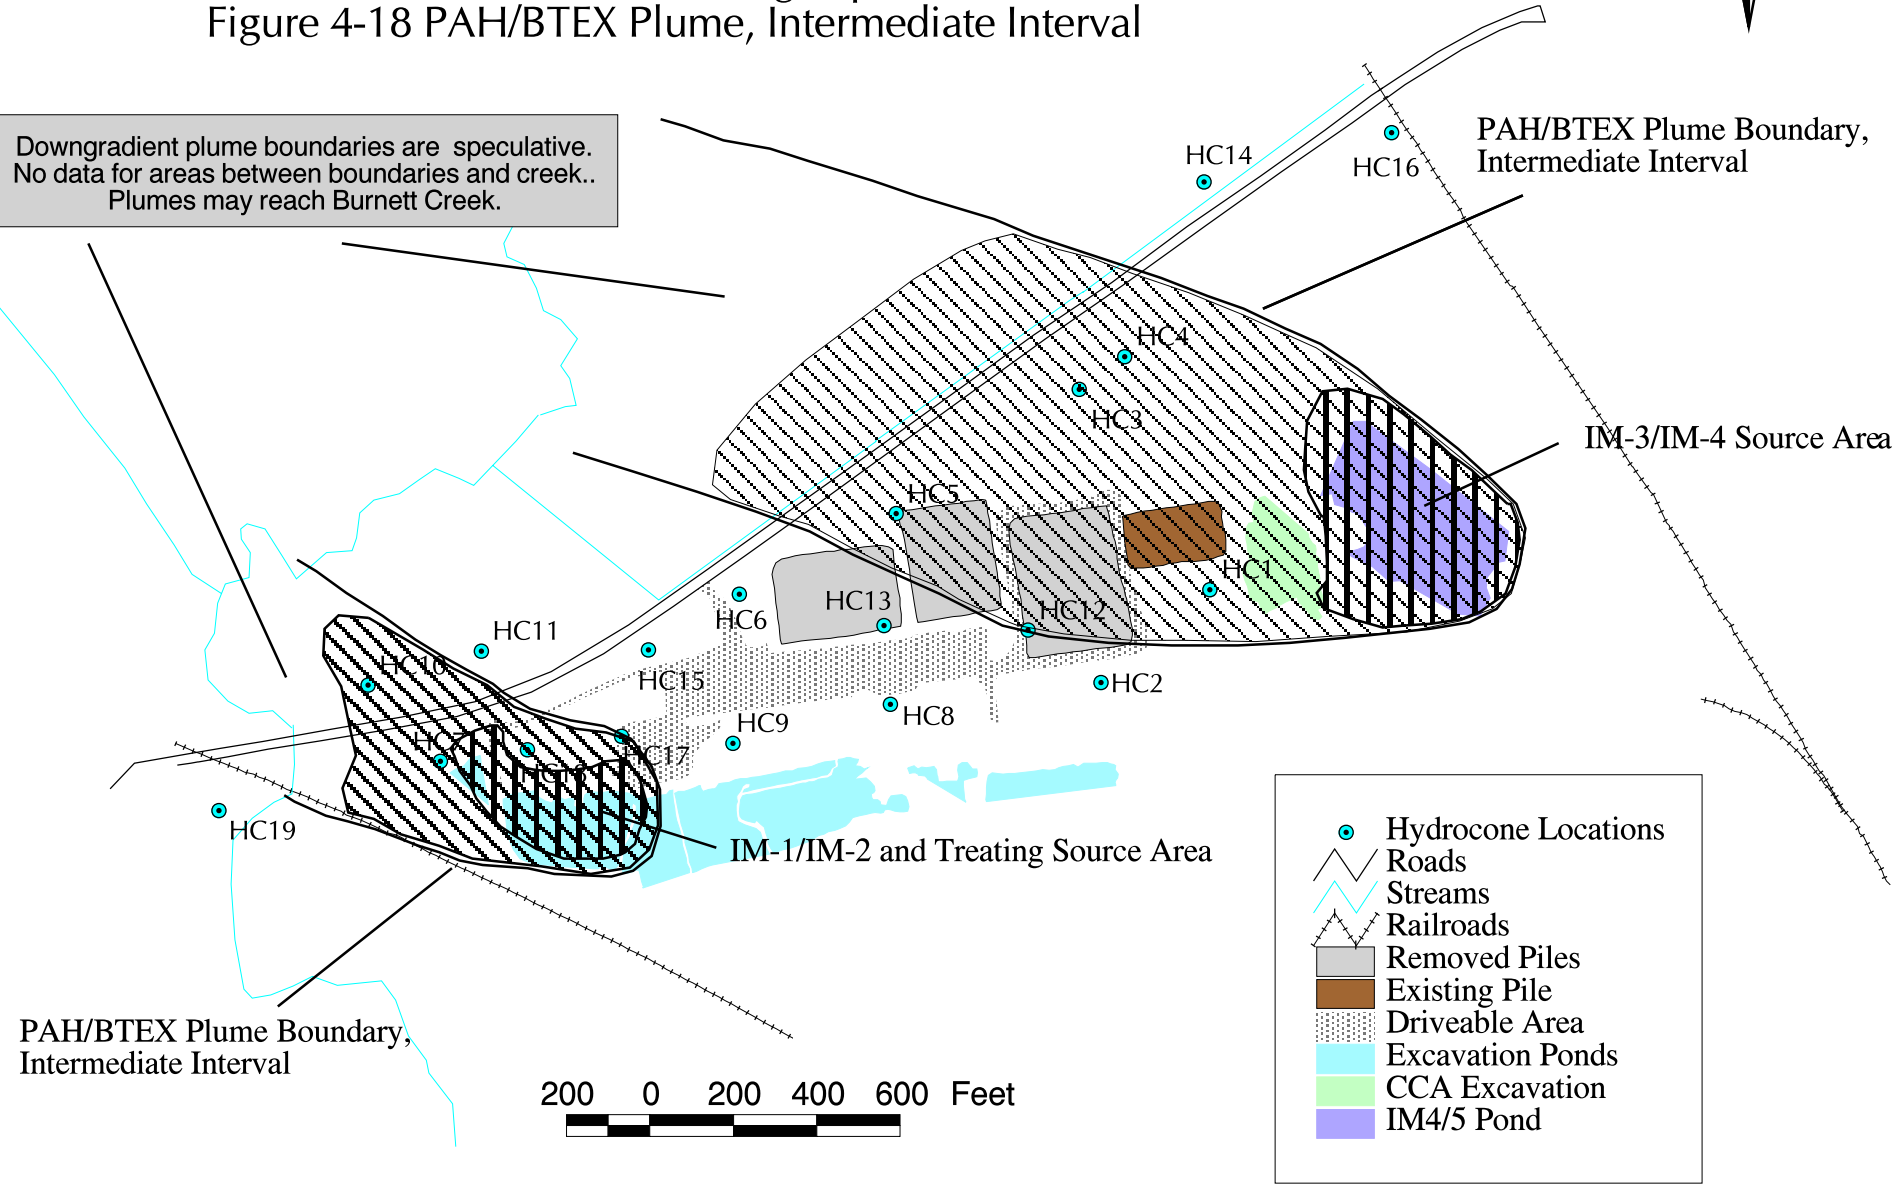 Figure 4-18 PAH/BTEX Plume, Intermediate Interval
Downgradient plume boundaries are speculative.
No data for areas between boundaries and creek..
Plumes may reach Burnett Creek.
PAH/BTEX Plume Boundary,
Intermediate Interval
HC14
HC16
HC4
HC3
IM-3/IM-4 Source Area
HC5
HC1
HC13
HC12
HC6
HC11
HC10
HC15
HC2
HC8
HC9
HC7
HC17
HC18
HC19
IM-1/IM-2 and Treating Source Area
PAH/BTEX Plume Boundary,
Intermediate Interval
200 0 200 400 600 Feet
Hydrocone Locations
Roads
Streams
Railroads
Removed Piles
Existing Pile
Driveable Area
Excavation Ponds
CCA Excavation
IM4/5 Pond